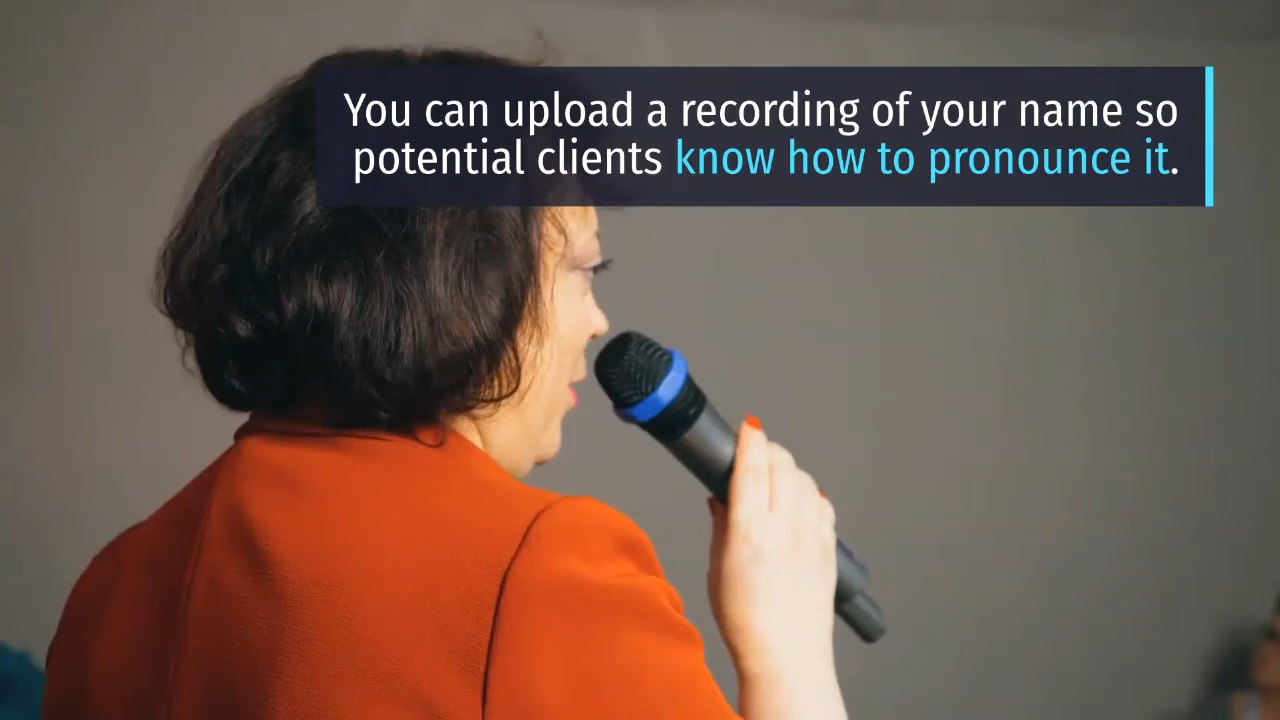 You can upload a recording of your name so
potential clients know how to pronounce it.